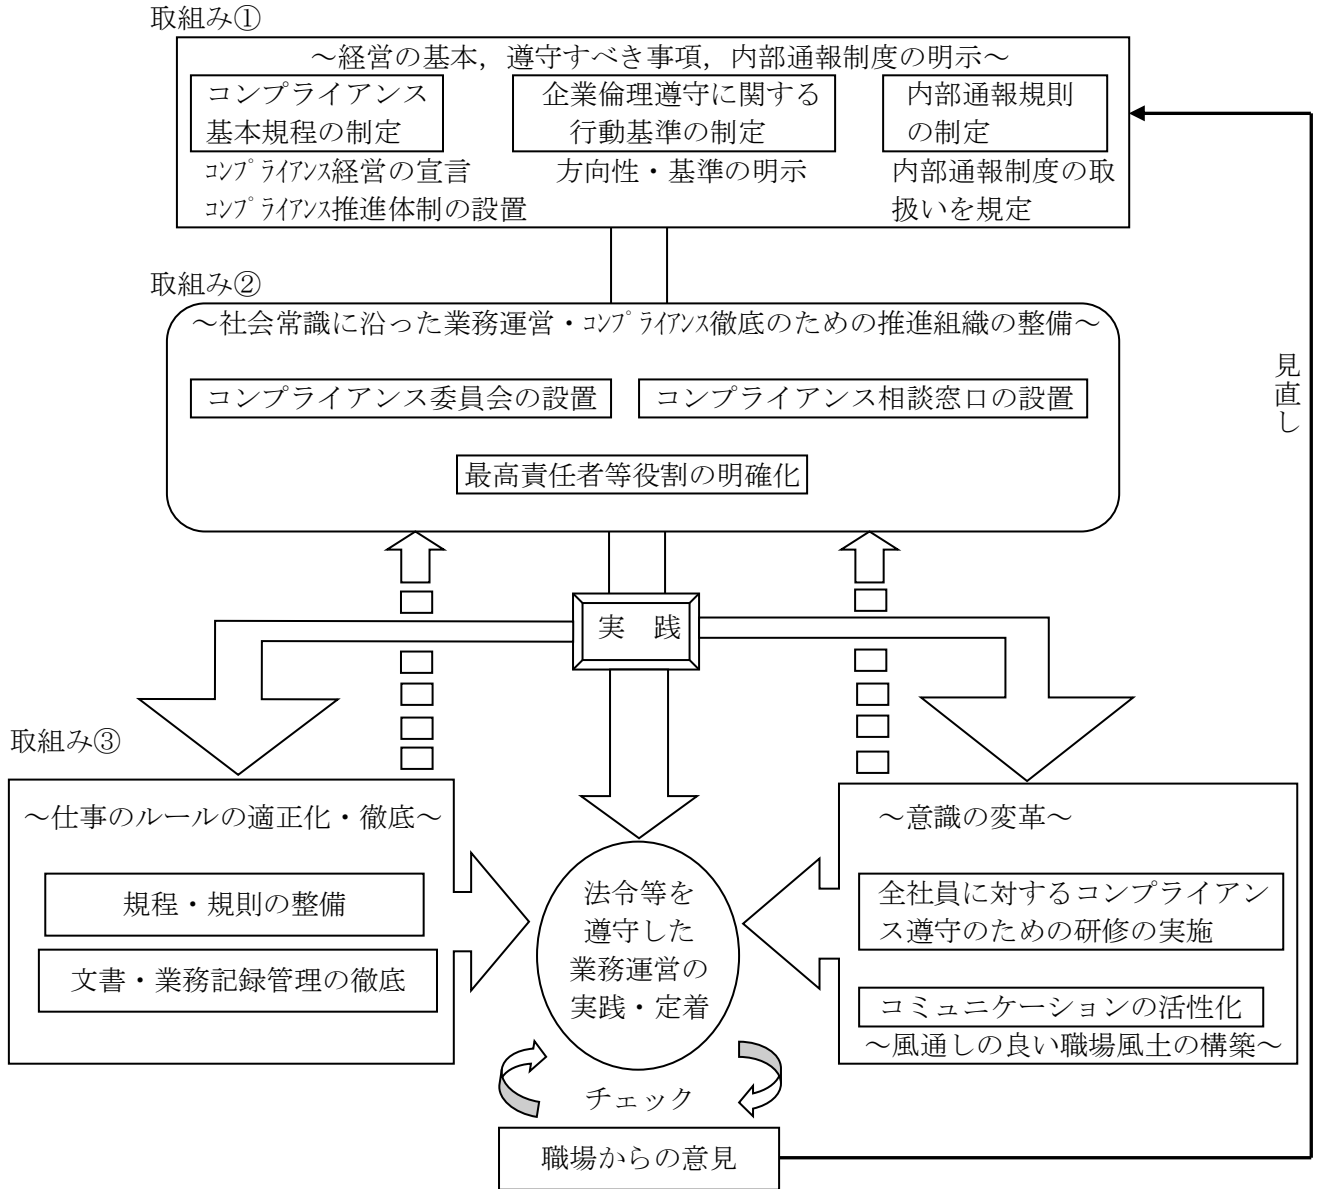 取組み①
～経営の基本，遵守すべき事項，内部通報制度の明示～
コンプライアンス
基本規程の制定
ｺﾝﾌﾟﾗｲｱﾝｽ経営の宣言
ｺﾝﾌﾟﾗｲｱﾝｽ推進体制の設置
企業倫理遵守に関する
行動基準の制定
方向性・基準の明示
内部通報規則
の制定
内部通報制度の取
扱いを規定
取組み②
～社会常識に沿った業務運営・ｺﾝﾌﾟﾗｲｱﾝｽ徹底のための推進組織の整備～
コンプライアンス委員会の設置
コンプライアンス相談窓口の設置
最高責任者等役割の明確化
見直し
実　践
取組み③
～仕事のルールの適正化・徹底～
規程・規則の整備
文書・業務記録管理の徹底
法令等を
遵守した
業務運営の
実践・定着
～意識の変革～
全社員に対するコンプライアン
ス遵守のための研修の実施
コミュニケーションの活性化
～風通しの良い職場風土の構築～
チェック
職場からの意見